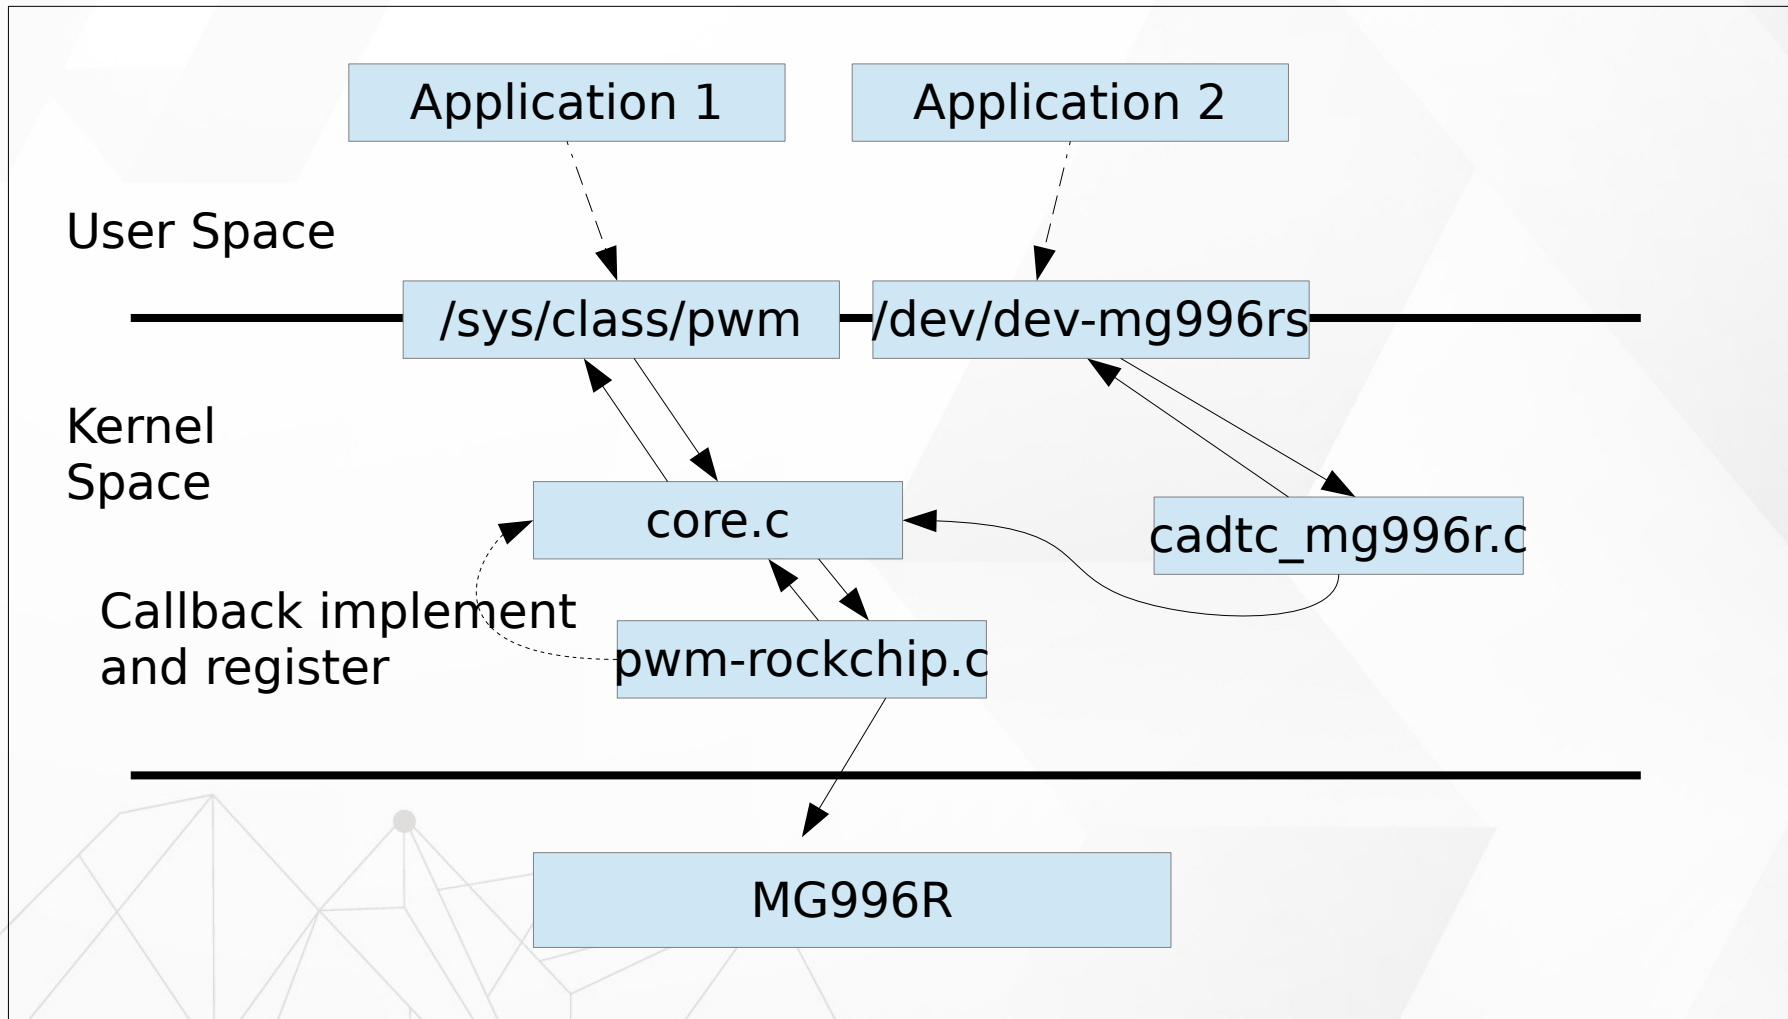 Application 1
Application 2
User Space
/sys/class/pwm
/dev/dev-mg996rs
Kernel
Space
core.c
cadtc_mg996r.c
Callback implement
and register
pwm-rockchip.c
MG996R